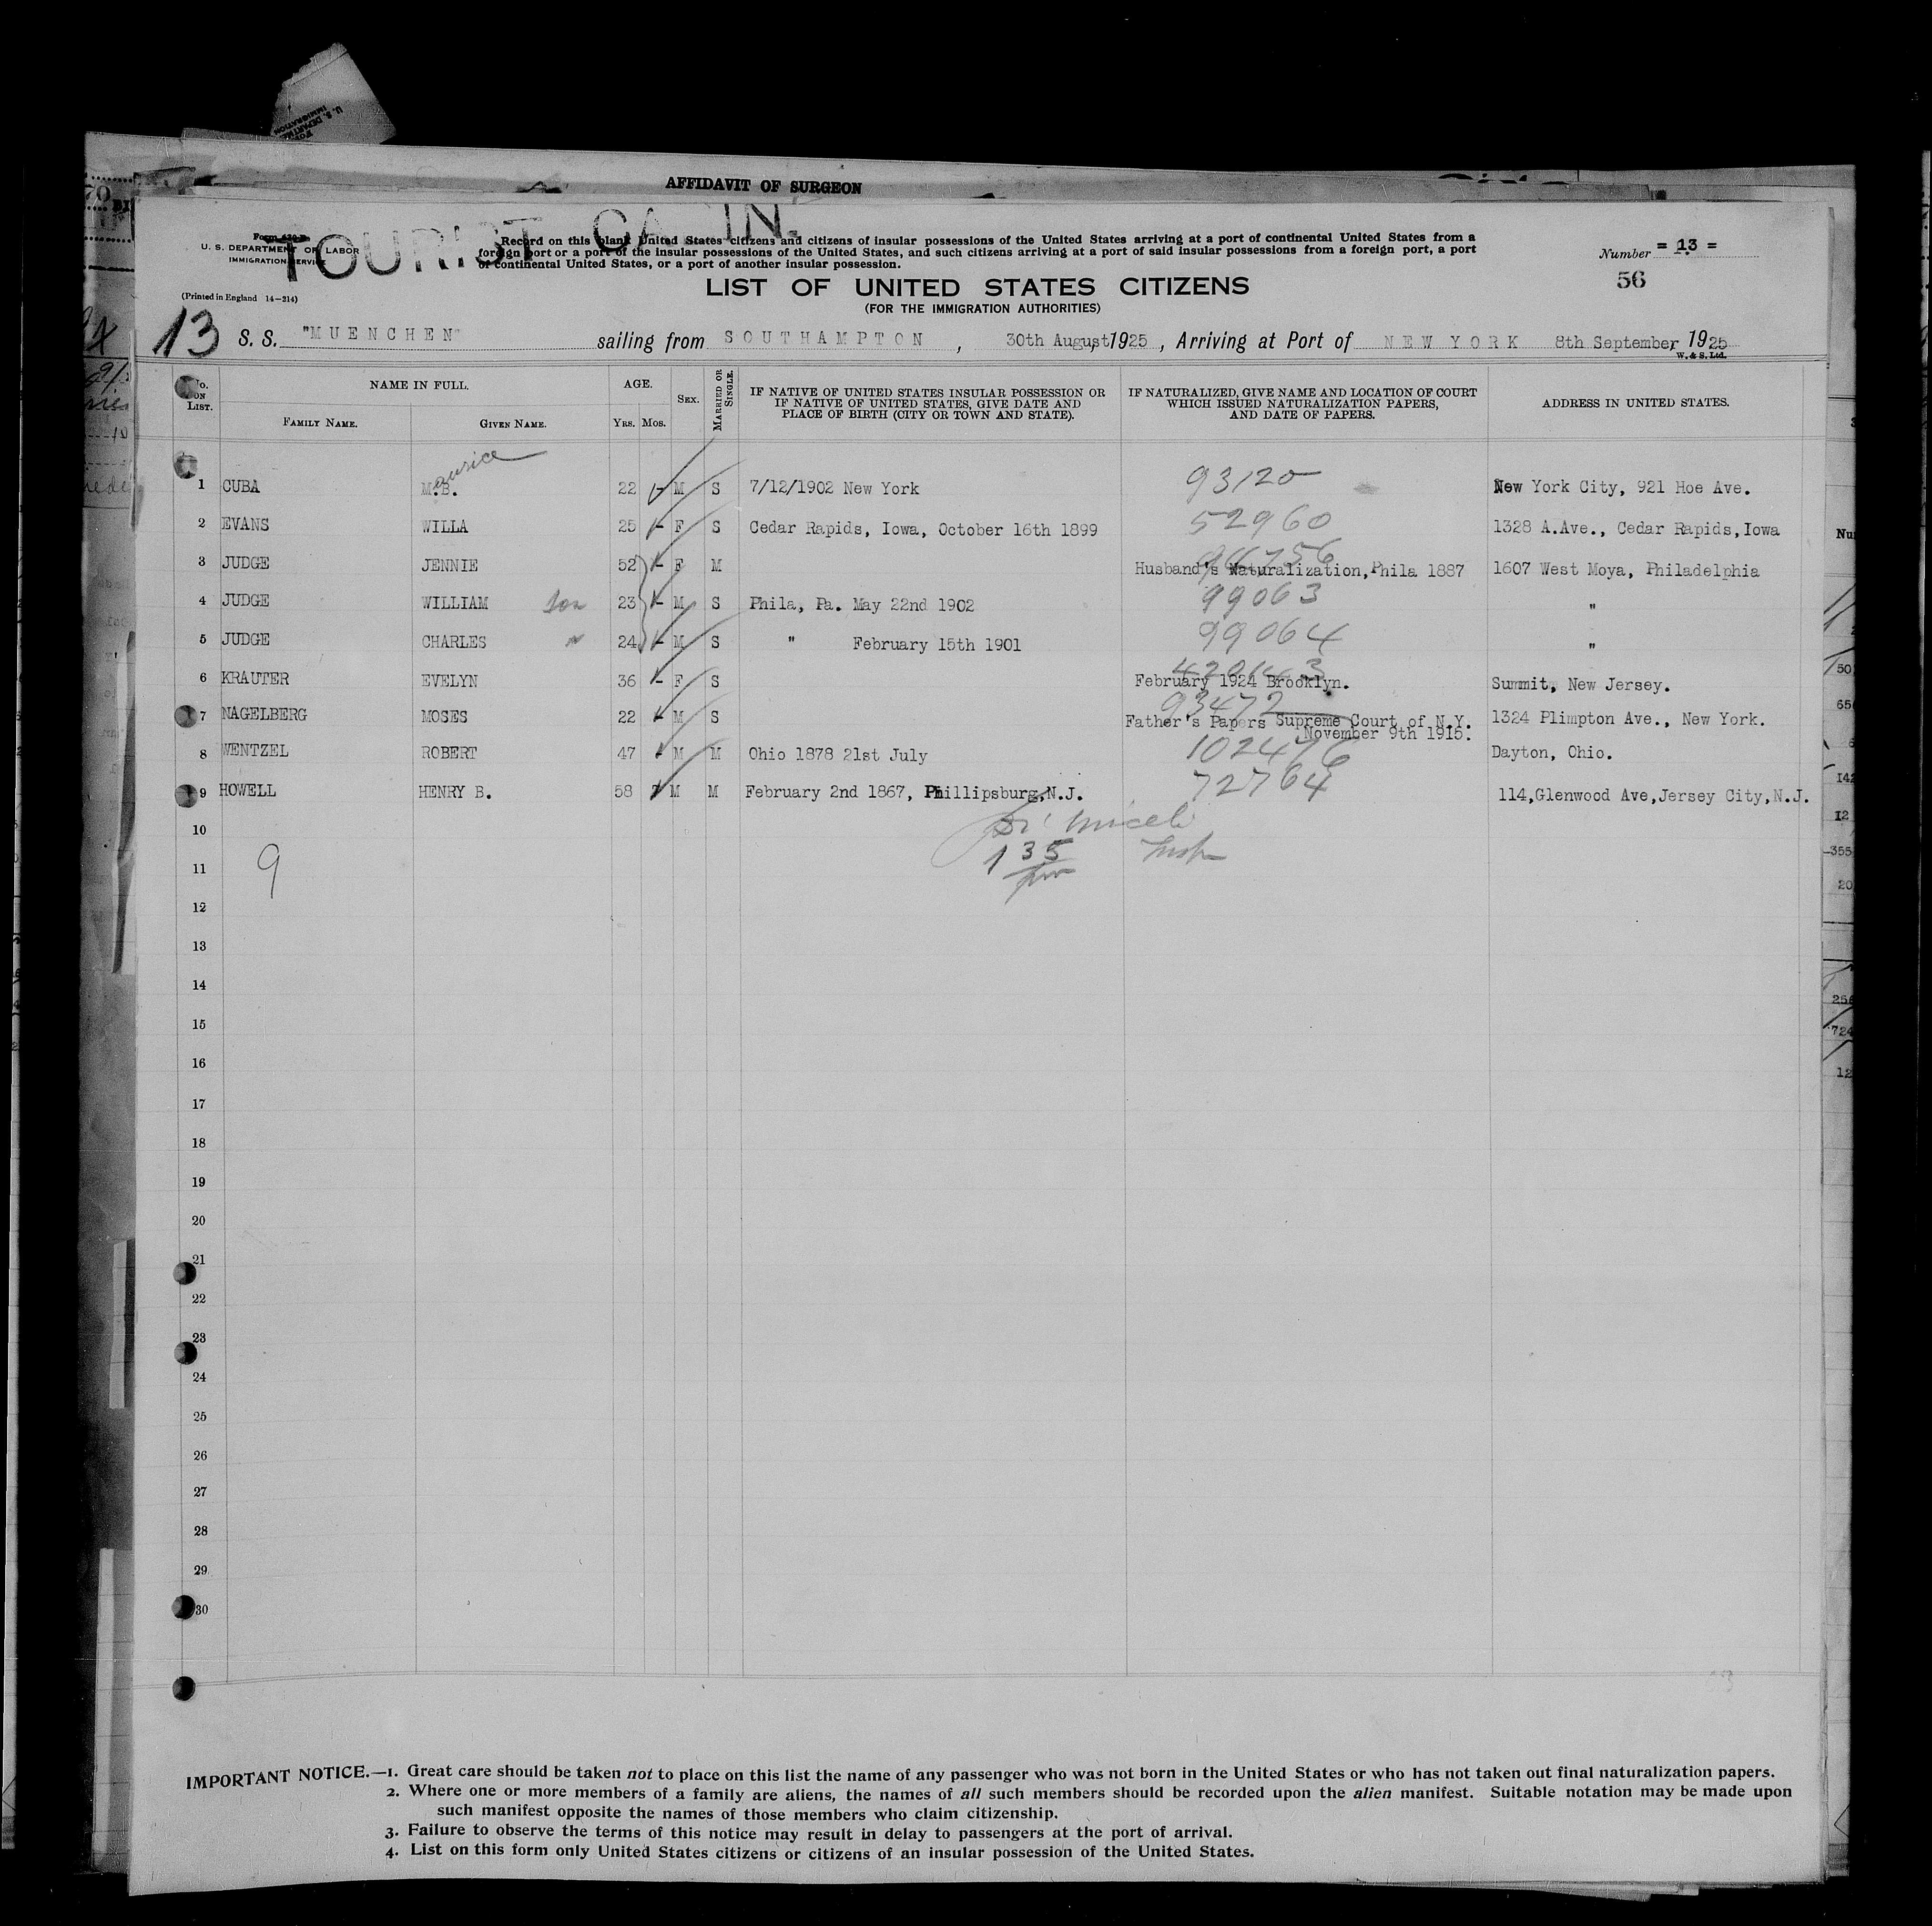 U. S. DEPARTMENT
IMMIGRATION
AFFIDAVIT OF SURGEON
TOURIST CABIN.
U. S. DEPARTMENT OF LABOR
IMMIGRATION SERVICE
(Printed in England 14—214)
Record on this blank United States citizens and citizens of insular possessions of the United States arriving at a port of continental United States from a
foreign port or a port of the insular possessions of the United States, and such citizens arriving at a port of said insular possessions from a foreign port, a port
of continental United States, or a port of another insular possession.
Number = 13 =
56
LIST OF UNITED STATES CITIZENS
(FOR THE IMMIGRATION AUTHORITIES)
13 S. S. "MUENCHEN" sailing from SOUTHAMPTON , 30th August, 1925 , Arriving at Port of NEW YORK 8th September, 1925
W. & S. Ltd.
No. ON LIST. NAME IN FULL. AGE. SEX. MARRIED OR SINGLE. IF NATIVE OF UNITED STATES INSULAR POSSESSION OR IF NATIVE OF UNITED STATES, GIVE DATE AND PLACE OF BIRTH (CITY OR TOWN AND STATE). IF NATURALIZED, GIVE NAME AND LOCATION OF COURT WHICH ISSUED NATURALIZATION PAPERS, AND DATE OF PAPERS. ADDRESS IN UNITED STATES.
FAMILY NAME. GIVEN NAME. YRS. MOS.
aurice
1 CUBA M.B. 22 M S 7/12/1902 New York 93120 New York City, 921 Hoe Ave.
2 EVANS WILLA 25 F S Cedar Rapids, Iowa, October 16th 1899 52960 1328 A.Ave., Cedar Rapids,Iowa
3 JUDGE JENNIE 52 F M Husband's Naturalization,Phila 1887 1607 West Moya, Philadelphia
4 JUDGE WILLIAM son 23 M S Phila, Pa. May 22nd 1902 99063 "
5 JUDGE CHARLES " 24 M S " February 15th 1901 99064 "
420143
6 KRAUTER EVELYN 36 F S February 1924 Brooklyn. Summit, New Jersey.
93472
7 NAGELBERG MOSES 22 M S Father's Papers Supreme Court of N.Y. 1324 Plimpton Ave., New York.
November 9th 1915.
8 WENTZEL ROBERT 47 M M Ohio 1878 21st July 102476 Dayton, Ohio.
9 HOWELL HENRY B. 58 M M February 2nd 1867, Phillipsburg,N.J. 72764 114,Glenwood Ave,Jersey City,N.J.
10
9
11 1 35 Insp
pm
12
13
14
15
16
17
18
19
20
21
22
23
24
25
26
27
28
29
30
IMPORTANT NOTICE.—1. Great care should be taken not to place on this list the name of any passenger who was not born in the United States or who has not taken out final naturalization papers.
2. Where one or more members of a family are aliens, the names of all such members should be recorded upon the alien manifest. Suitable notation may be made upon
such manifest opposite the names of those members who claim citizenship.
3. Failure to observe the terms of this notice may result in delay to passengers at the port of arrival.
4. List on this form only United States citizens or citizens of an insular possession of the United States.